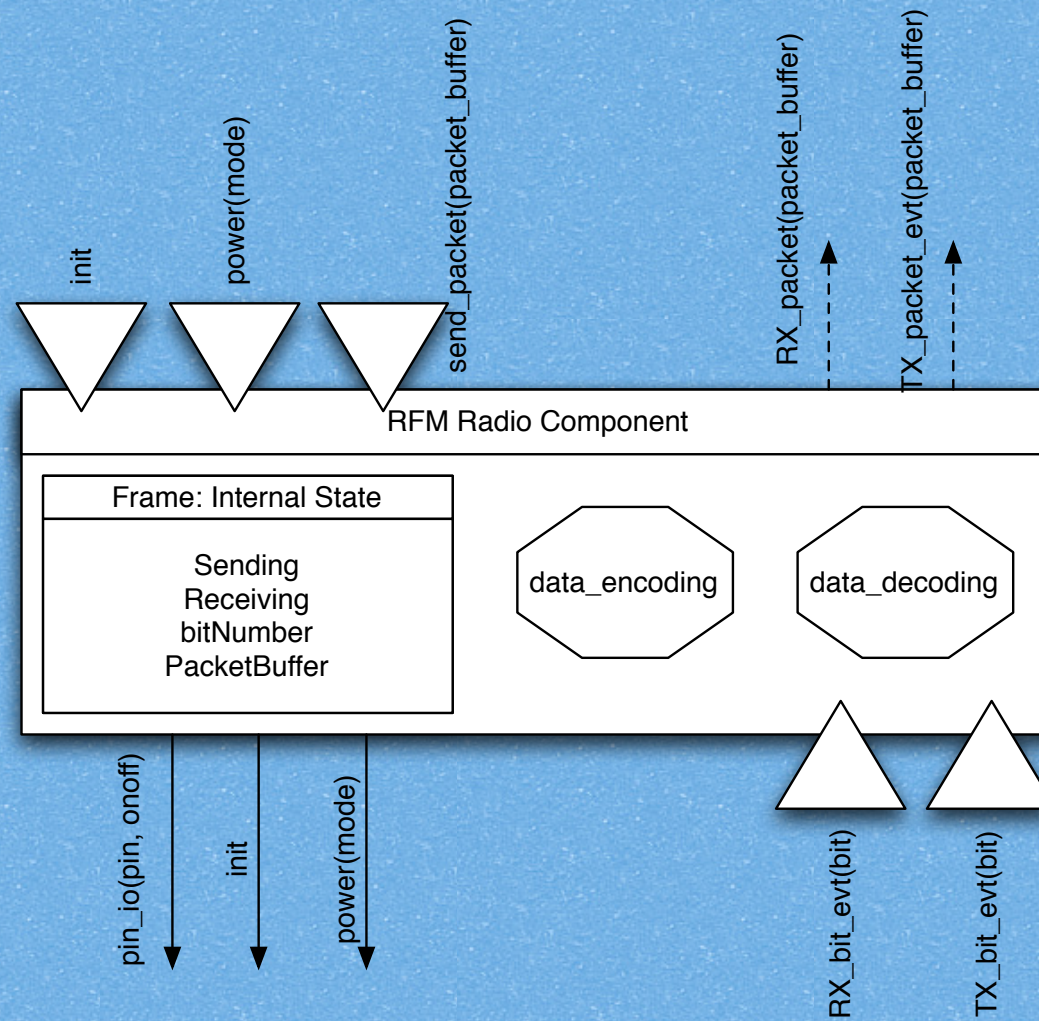 init
power(mode)
send_packet(packet_buffer)
RX_packet(packet_buffer)
TX_packet_evt(packet_buffer)
RFM Radio Component
Frame: Internal State
Sending
Receiving
bitNumber
PacketBuffer
data_encoding
data_decoding
pin_io(pin, onoff)
init
power(mode)
RX_bit_evt(bit)
TX_bit_evt(bit)